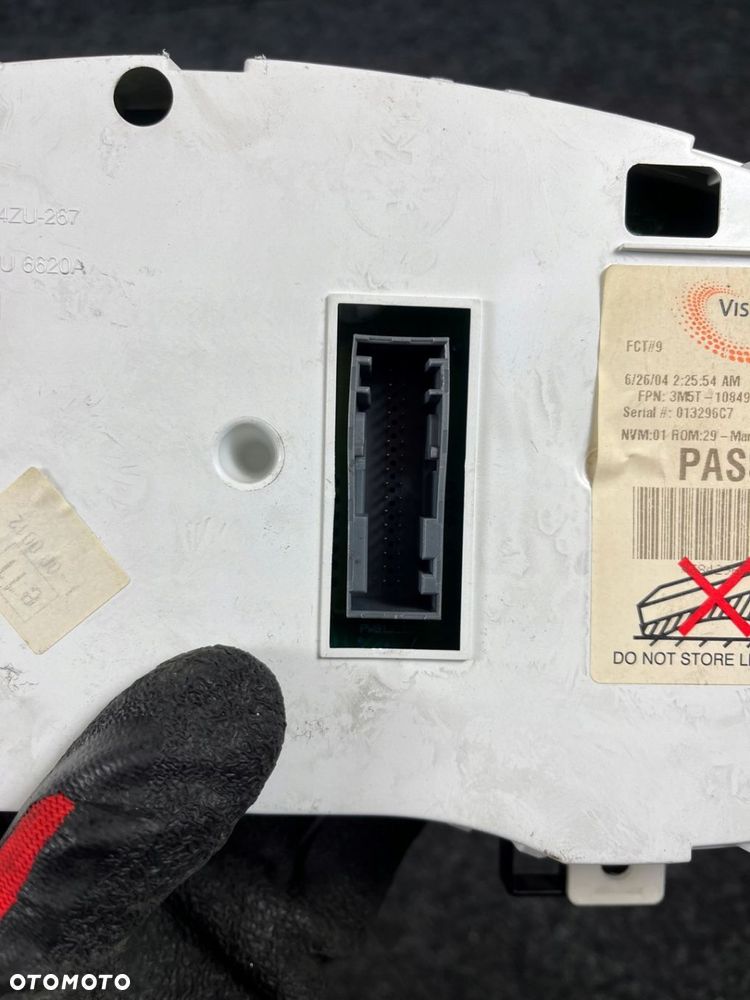 4ZU-267
U 6620A
VIS
FCT#9
6/26/04 2:25:54 AM
FPN: 3M5T-10849
Serial #: 013296C7
NVM:01 ROM:29 - Mar
PAS
DO NOT STORE L
OTOMOTO